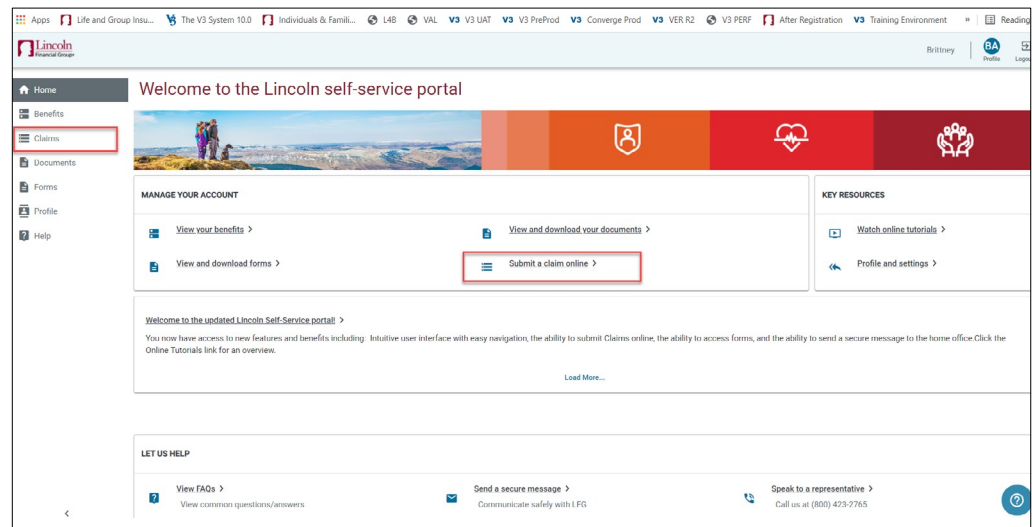 Apps Life and Group Insu... The V3 System 10.0 Individuals & Famili... L4B VAL V3 V3 UAT V3 V3 PreProd V3 Converge Prod V3 VER R2 V3 PERF After Registration V3 Training Environment » Reading
Lincoln
Financial Group®
Brittney
BA
Profile
Logou
Home
Benefits
Claims
Documents
Forms
Profile
Help
Welcome to the Lincoln self-service portal
MANAGE YOUR ACCOUNT
View your benefits >
View and download your documents >
View and download forms >
Submit a claim online >
KEY RESOURCES
Watch online tutorials >
Profile and settings >
Welcome to the updated Lincoln Self-Service portal! >
You now have access to new features and benefits including: Intuitive user interface with easy navigation, the ability to submit Claims online, the ability to access forms, and the ability to send a secure message to the home office.Click the
Online Tutorials link for an overview.
Load More...
LET US HELP
View FAQs >
View common questions/answers
Send a secure message >
Communicate safely with LFG
Speak to a representative >
Call us at (800) 423-2765